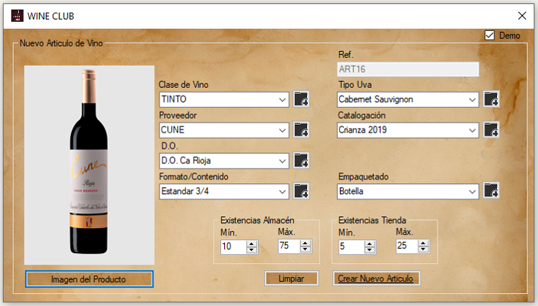 WINE CLUB
Demo
Nuevo Articulo de Vino
Ref.
ART16
Clase de Vino
Tipo Uva
TINTO
Cabernet Sauvignon
Proveedor
Catalogación
CUNE
Crianza 2019
D.O.
D.O. Ca Rioja
Formato/Contenido
Empaquetado
Estandar 3/4
Botella
Cune
Rioja
Existencias Almacén
Existencias Tienda
Mín.
Máx.
Mín.
Máx.
10
75
5
25
Imagen del Producto
Limpiar
Crear Nuevo Articulo